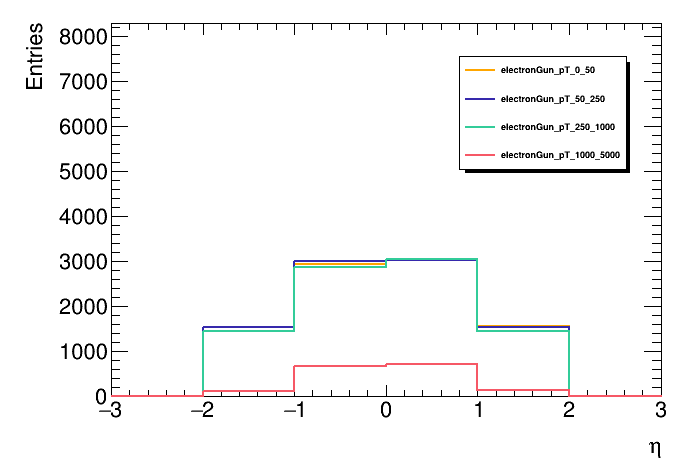 Entries
8000
7000
6000
5000
4000
3000
2000
1000
0
electronGun_pT_0_50
electronGun_pT_50_250
electronGun_pT_250_1000
electronGun_pT_1000_5000
−3 −2 −1 0 1 2 3
η